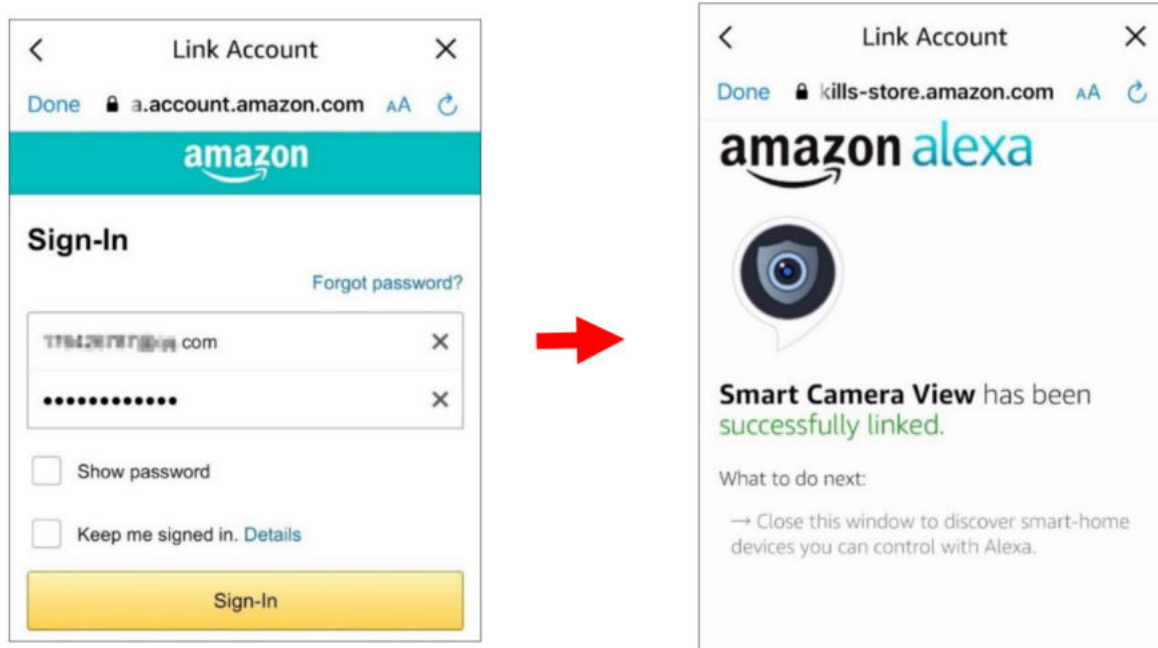 Link Account
Done a.account.amazon.com AA
amazon
Sign-In
Forgot password?
.com
Show password
Keep me signed in. Details
Sign-In
Link Account
Done kills-store.amazon.com AA
amazon alexa
Smart Camera View has been
successfully linked.
What to do next:
→ Close this window to discover smart-home
devices you can control with Alexa.